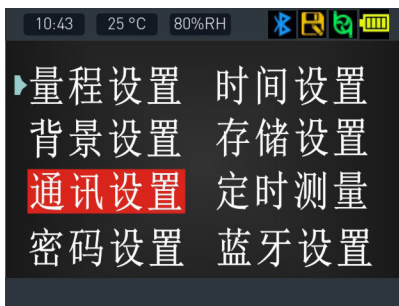 10:43 25 °C 80%RH
量程设置 时间设置
背景设置 存储设置
通讯设置 定时测量
密码设置 蓝牙设置